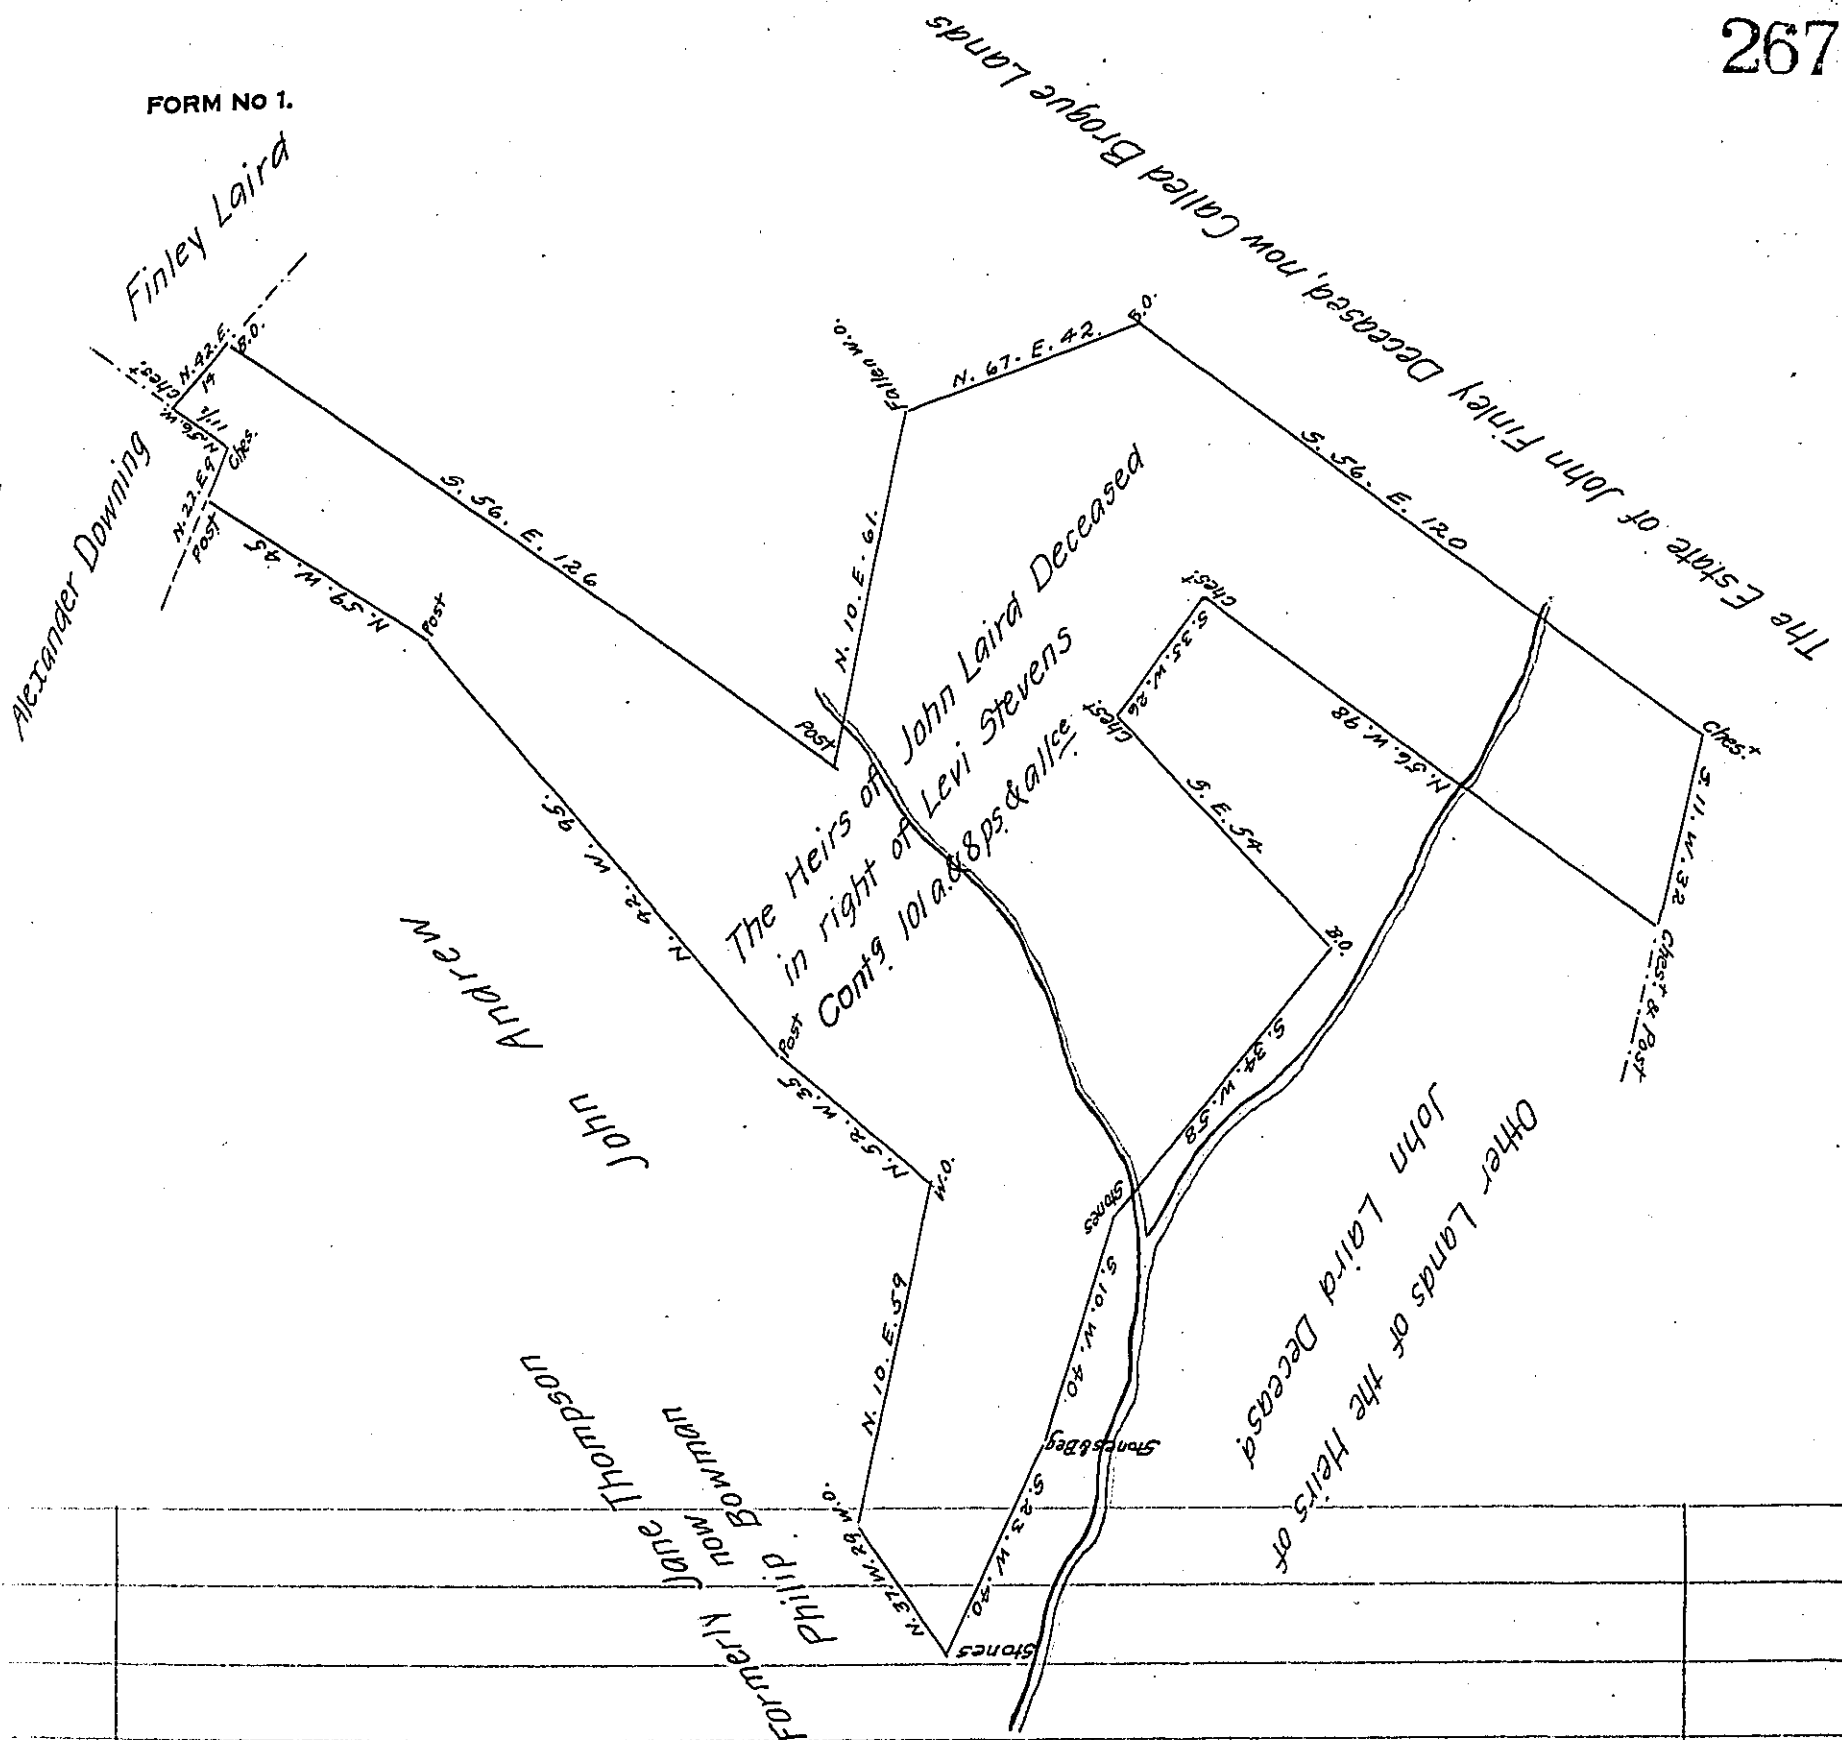 267
FORM NO 1.
Finley Laird
The Estate of John Finley Deceased, now Called Brogue Lands
Alexander Downing
N. 42. E.
14
B.O.
Chest
N. 56. W.
11½
Ches.
N. 22. E. 9
Post
N. 59. W. 45
Post
S. 56. E. 126
Post
N. 10. E. 61.
Fallen W.O.
N. 67. E. 42.
B.O.
S. 56. E. 120
Chest
S. 11. W. 32
Chest & Post
N. 56. W. 98
Chest
S. 35. W. 26
Chest
S. E. 54
B.O.
S. 34. W. 58
Stones
S. 10. W. 40.
Stones & Beg
S. 23. W. 40.
Stones
N. 37. W. 29
W.O.
N. 10. E. 59
W.O.
N. 52. W. 35
Post
N. 42. W. 95.
The Heirs of John Laird Deceased
in right of Levi Stevens
Contg. 101 a. & 8 ps. & allce.
John Andrew
Formerly Jane Thompson
now
Philip Bowman
Other Lands of the Heirs of
John Laird Deceasd